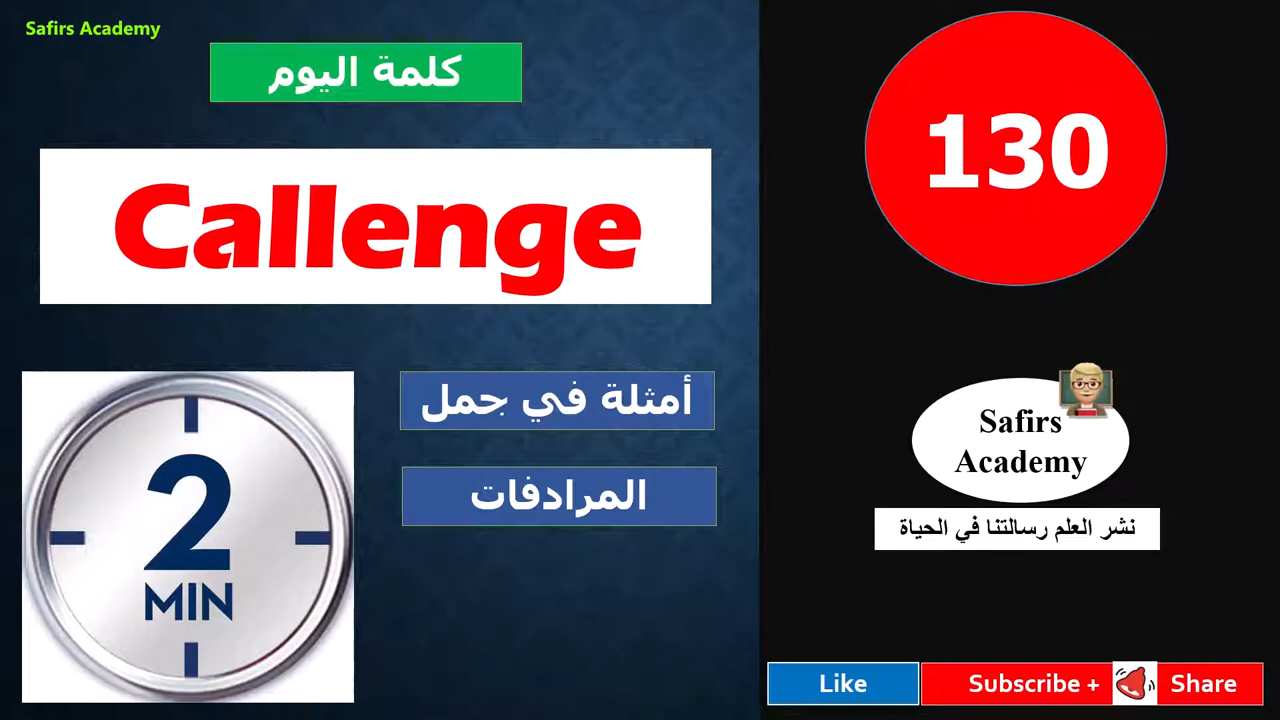 Safirs Academy
كلمة اليوم
Callenge
2
MIN
أمثلة في جمل
المرادفات
130
Safirs
Academy
نشر العلم رسالتنا في الحياة
Like
Subscribe +
Share